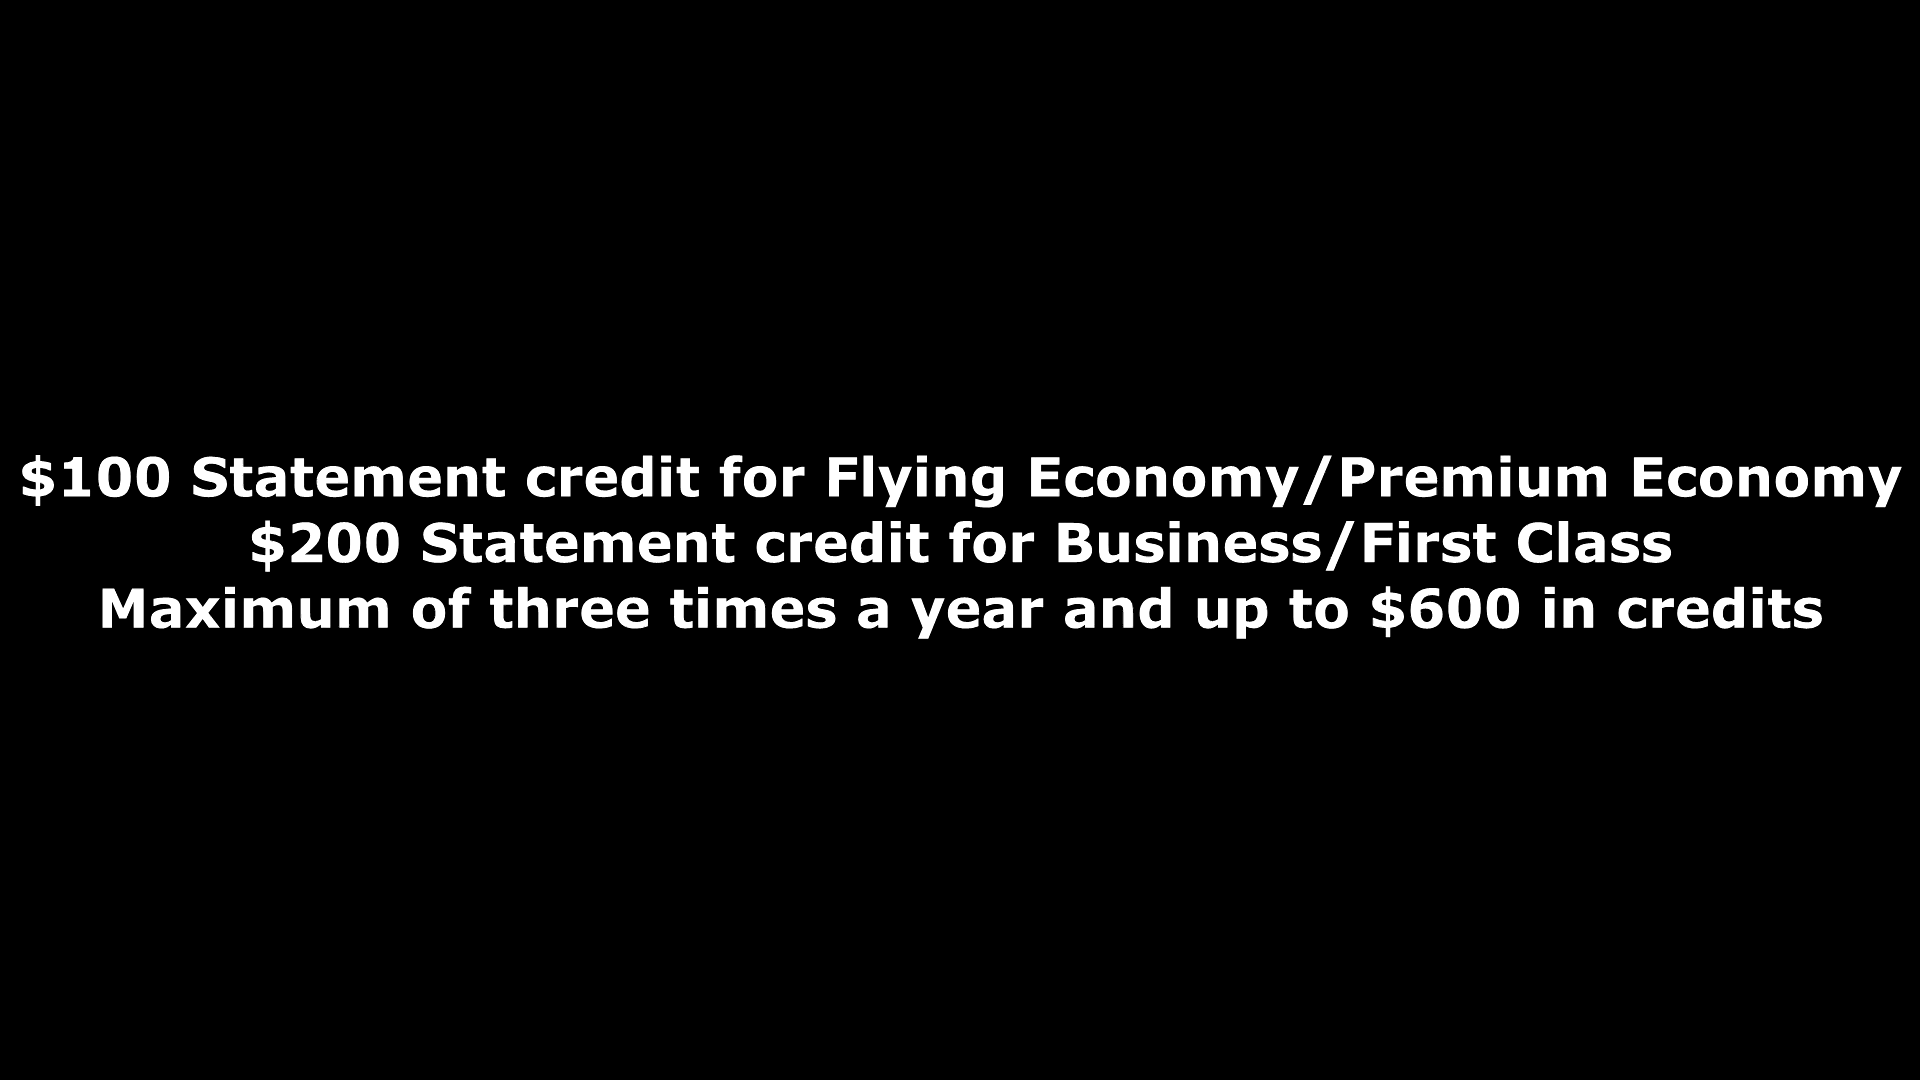 $100 Statement credit for Flying Economy/Premium Economy
$200 Statement credit for Business/First Class
Maximum of three times a year and up to $600 in credits